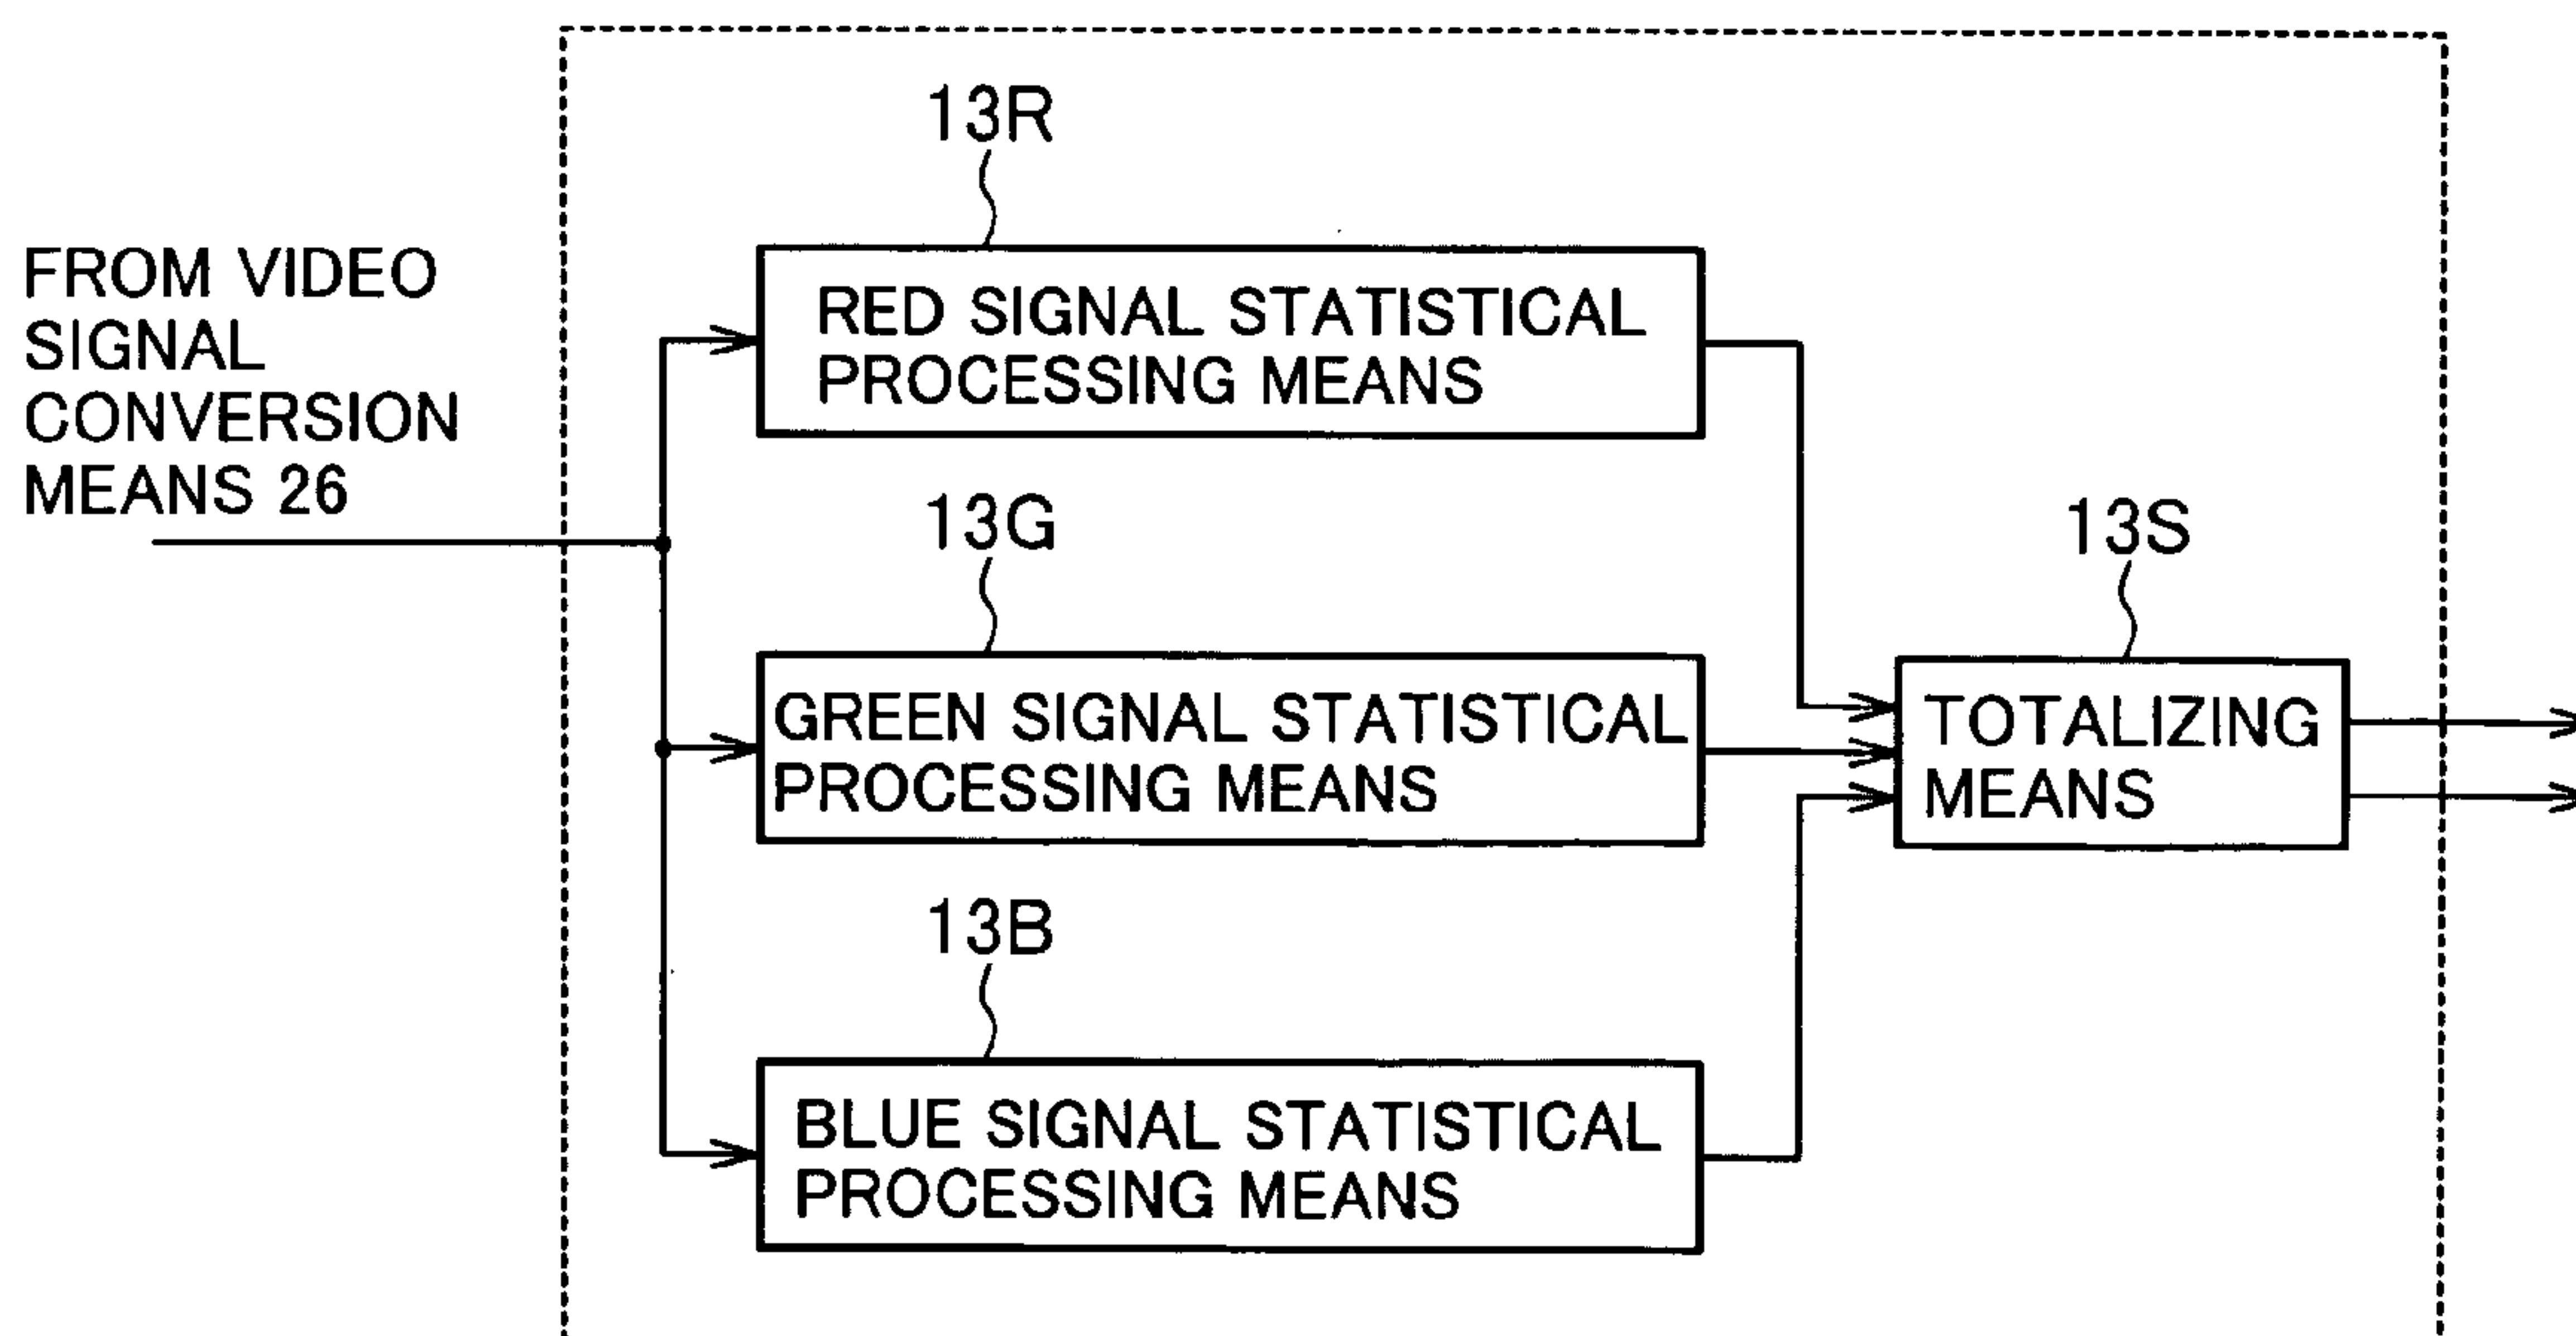 13R
FROM VIDEO
SIGNAL
CONVERSION
MEANS 26
RED SIGNAL STATISTICAL
PROCESSING MEANS
13G
13S
GREEN SIGNAL STATISTICAL
PROCESSING MEANS
TOTALIZING
MEANS
13B
BLUE SIGNAL STATISTICAL
PROCESSING MEANS